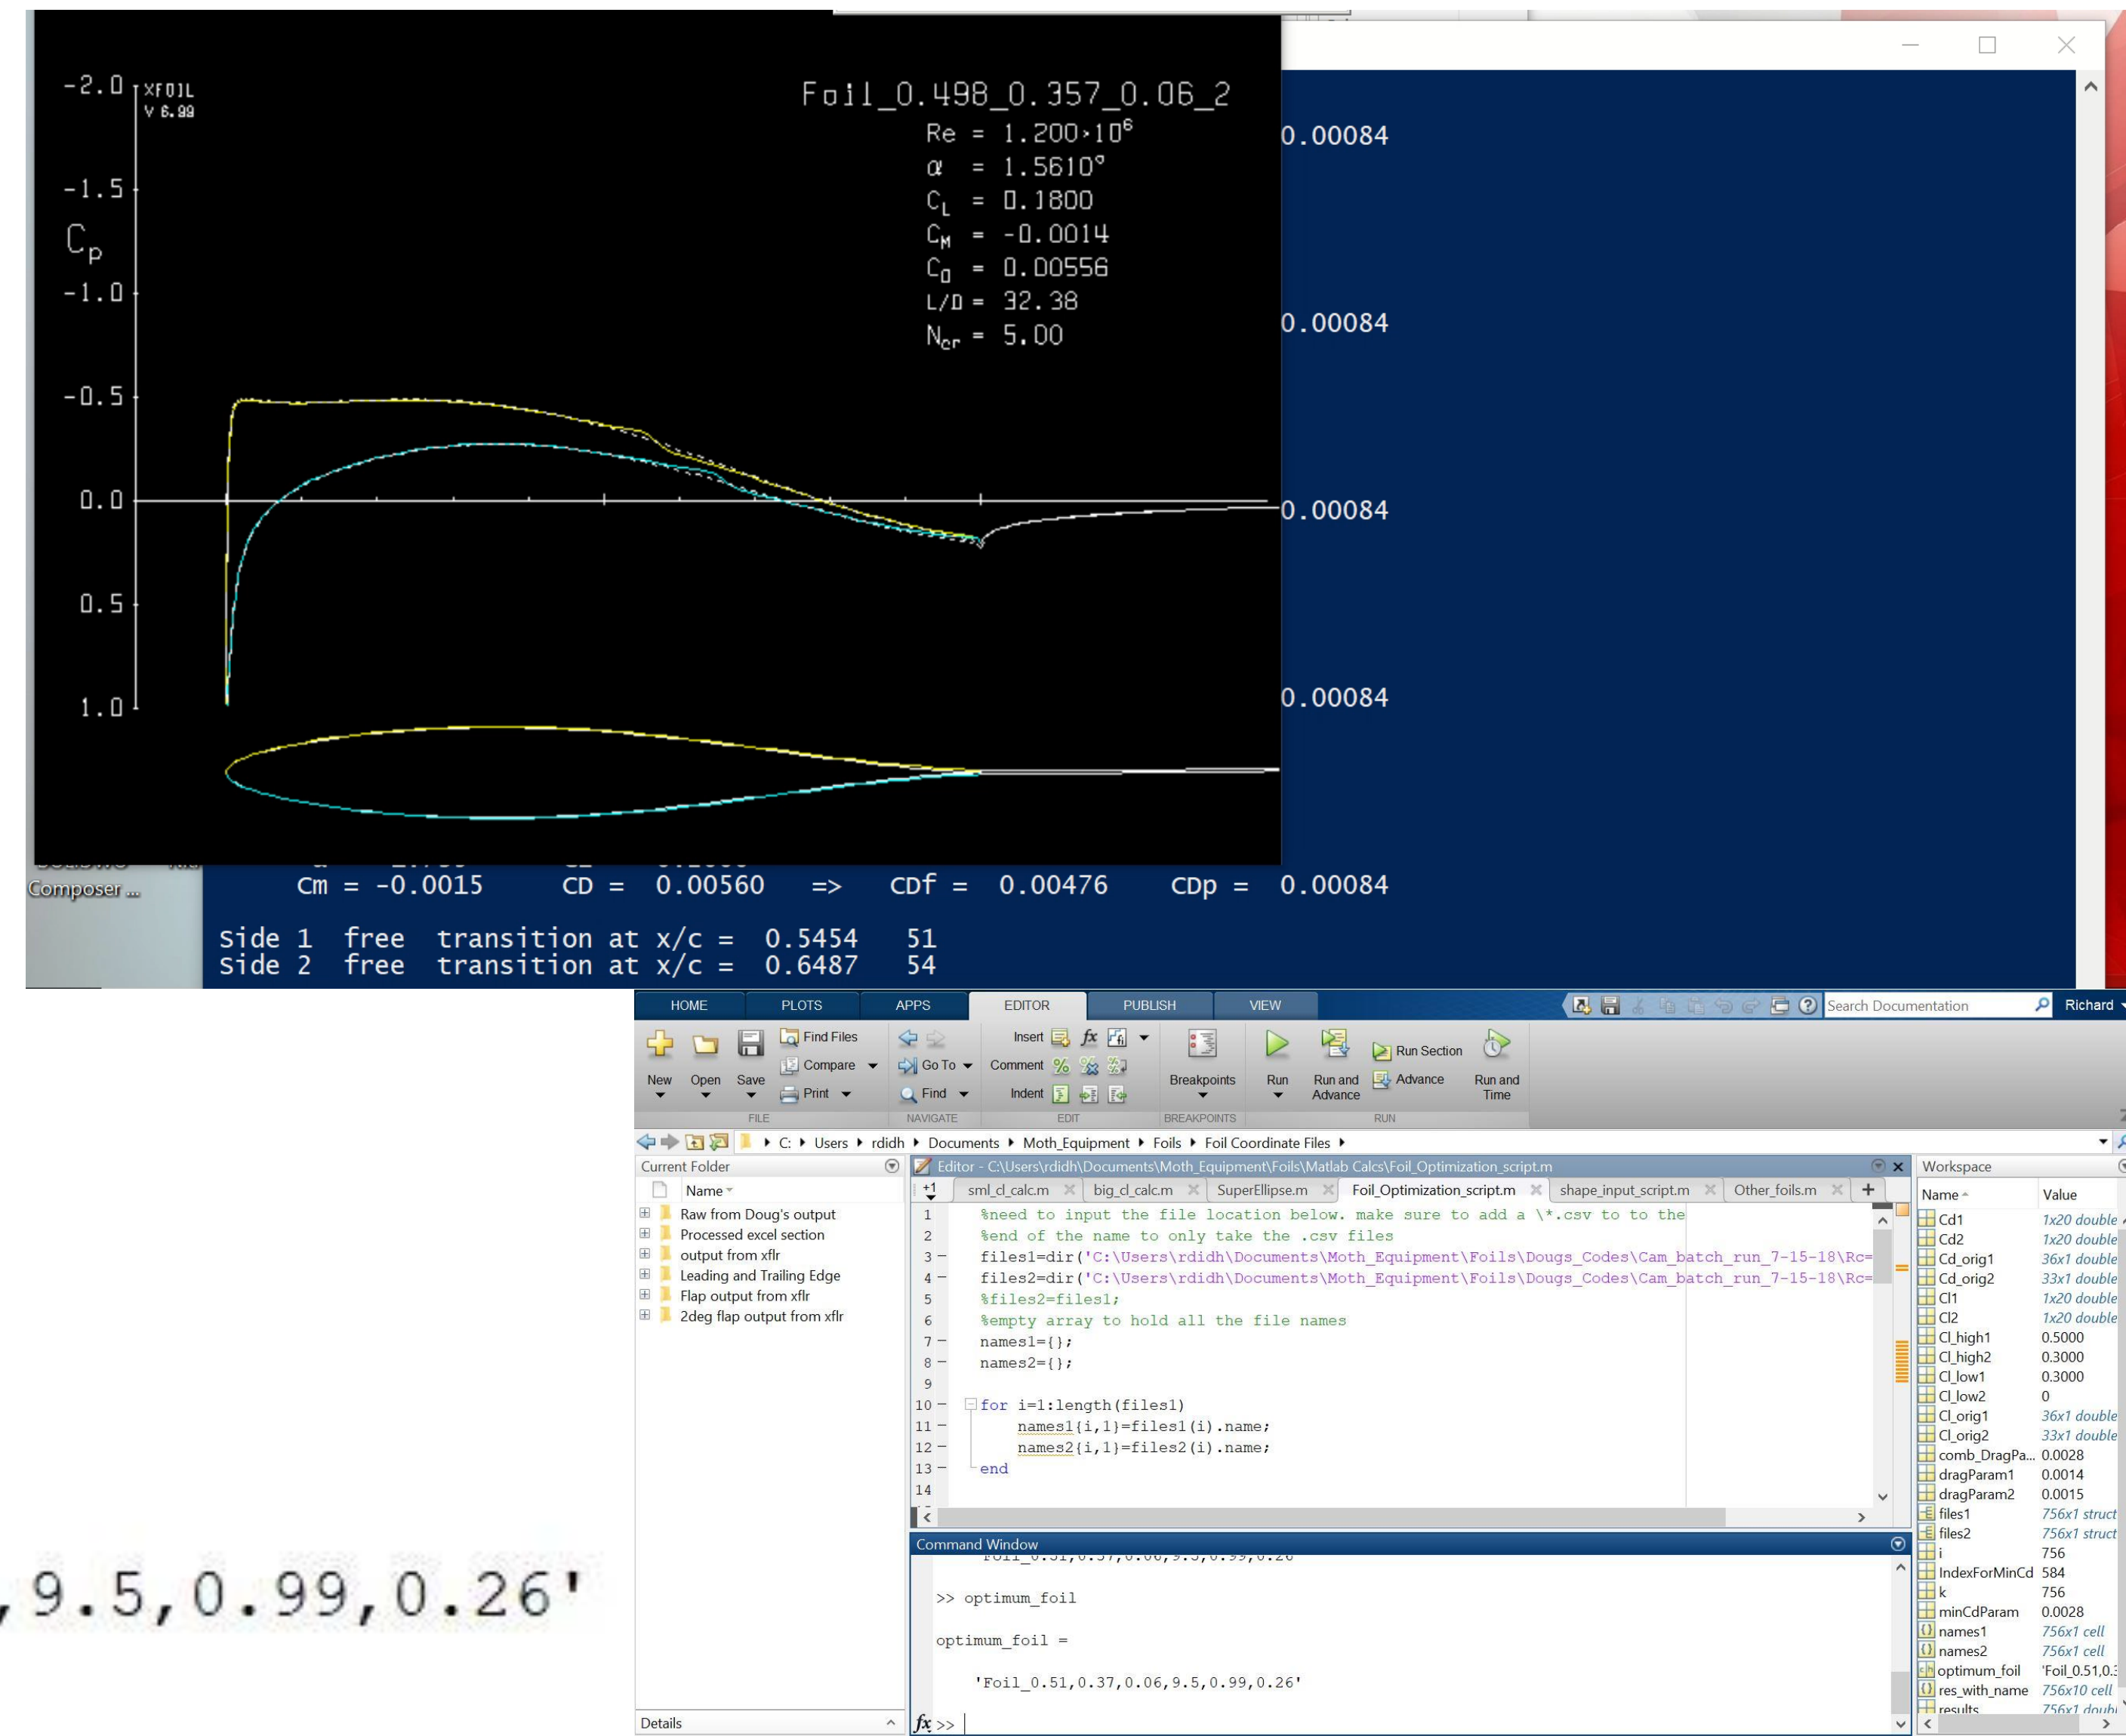 -2.0
XFOIL
V 6.99
-1.5
Cp
-1.0
-0.5
0.0
0.5
1.0
Foil_0.498_0.357_0.06_2
Re = 1.200·10⁶
α = 1.5610°
CL = 0.1800
CM = -0.0014
CD = 0.00556
L/D = 32.38
Ncr = 5.00
0.00084
0.00084
0.00084
0.00084
Composer ...
Cm = -0.0015 CD = 0.00560 => CDf = 0.00476 CDp = 0.00084
Side 1 free transition at x/c = 0.5454 51
Side 2 free transition at x/c = 0.6487 54
,9.5,0.99,0.26'
HOME PLOTS APPS EDITOR PUBLISH VIEW
Search Documentation
Richard
New
Open
Save
Find Files
Compare
Print
FILE
Go To
Find
NAVIGATE
Insert
fx
Comment
Indent
EDIT
Breakpoints
BREAKPOINTS
Run
Run and Advance
Run Section
Advance
Run and Time
RUN
C: Users rdidh Documents Moth_Equipment Foils Foil Coordinate Files
Current Folder
Name
Raw from Doug's output
Processed excel section
output from xflr
Leading and Trailing Edge
Flap output from xflr
2deg flap output from xflr
Details
Editor - C:\Users\rdidh\Documents\Moth_Equipment\Foils\Matlab Calcs\Foil_Optimization_script.m
+1 sml_cl_calc.m big_cl_calc.m SuperEllipse.m Foil_Optimization_script.m shape_input_script.m Other_foils.m +
1 %need to input the file location below. make sure to add a \*.csv to to the
2 %end of the name to only take the .csv files
3 files1=dir('C:\Users\rdidh\Documents\Moth_Equipment\Foils\Dougs_Codes\Cam_batch_run_7-15-18\Rc=
4 files2=dir('C:\Users\rdidh\Documents\Moth_Equipment\Foils\Dougs_Codes\Cam_batch_run_7-15-18\Rc=
5 %files2=files1;
6 %empty array to hold all the file names
7 names1={};
8 names2={};
9
10 for i=1:length(files1)
11 names1{i,1}=files1(i).name;
12 names2{i,1}=files2(i).name;
13 end
14
Command Window
>> optimum_foil
optimum_foil =
'Foil_0.51,0.37,0.06,9.5,0.99,0.26'
fx >>
Workspace
Name Value
Cd1 1x20 double
Cd2 1x20 double
Cd_orig1 36x1 double
Cd_orig2 33x1 double
Cl1 1x20 double
Cl2 1x20 double
Cl_high1 0.5000
Cl_high2 0.3000
Cl_low1 0.3000
Cl_low2 0
Cl_orig1 36x1 double
Cl_orig2 33x1 double
comb_DragPa... 0.0028
dragParam1 0.0014
dragParam2 0.0015
files1 756x1 struct
files2 756x1 struct
i 756
IndexForMinCd 584
k 756
minCdParam 0.0028
names1 756x1 cell
names2 756x1 cell
optimum_foil 'Foil_0.51,0.3
res_with_name 756x10 cell
results 756x1 doubl